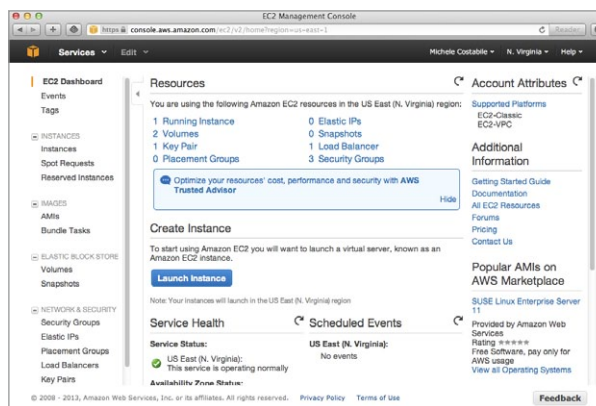 EC2 Management Console
https console.aws.amazon.com/ec2/v2/home?region=us-east-1
Reader
Services Edit Michele Costabile N. Virginia Help
EC2 Dashboard
Events
Tags
INSTANCES
Instances
Spot Requests
Reserved Instances
IMAGES
AMIs
Bundle Tasks
ELASTIC BLOCK STORE
Volumes
Snapshots
NETWORK & SECURITY
Security Groups
Elastic IPs
Placement Groups
Load Balancers
Key Pairs
Resources
You are using the following Amazon EC2 resources in the US East (N. Virginia) region:
1 Running Instance 0 Elastic IPs
2 Volumes 0 Snapshots
1 Key Pair 1 Load Balancer
0 Placement Groups 3 Security Groups
Optimize your resources' cost, performance and security with AWS
Trusted Advisor
Hide
Create Instance
To start using Amazon EC2 you will want to launch a virtual server, known as an
Amazon EC2 instance.
Launch Instance
Note: Your instances will launch in the US East (N. Virginia) region
Service Health
Service Status:
US East (N. Virginia):
This service is operating normally
Availability Zone Status:
Scheduled Events
US East (N. Virginia):
No events
Account Attributes
Supported Platforms
EC2-Classic
EC2-VPC
Additional
Information
Getting Started Guide
Documentation
All EC2 Resources
Forums
Pricing
Contact Us
Popular AMIs on
AWS Marketplace
SUSE Linux Enterprise Server
11
Provided by Amazon Web
Services
Rating ★★★★★
Free Software, pay only for
AWS usage
View all Operating Systems
© 2008 - 2013, Amazon Web Services, Inc. or its affiliates. All rights reserved. Privacy Policy Terms of Use
Feedback